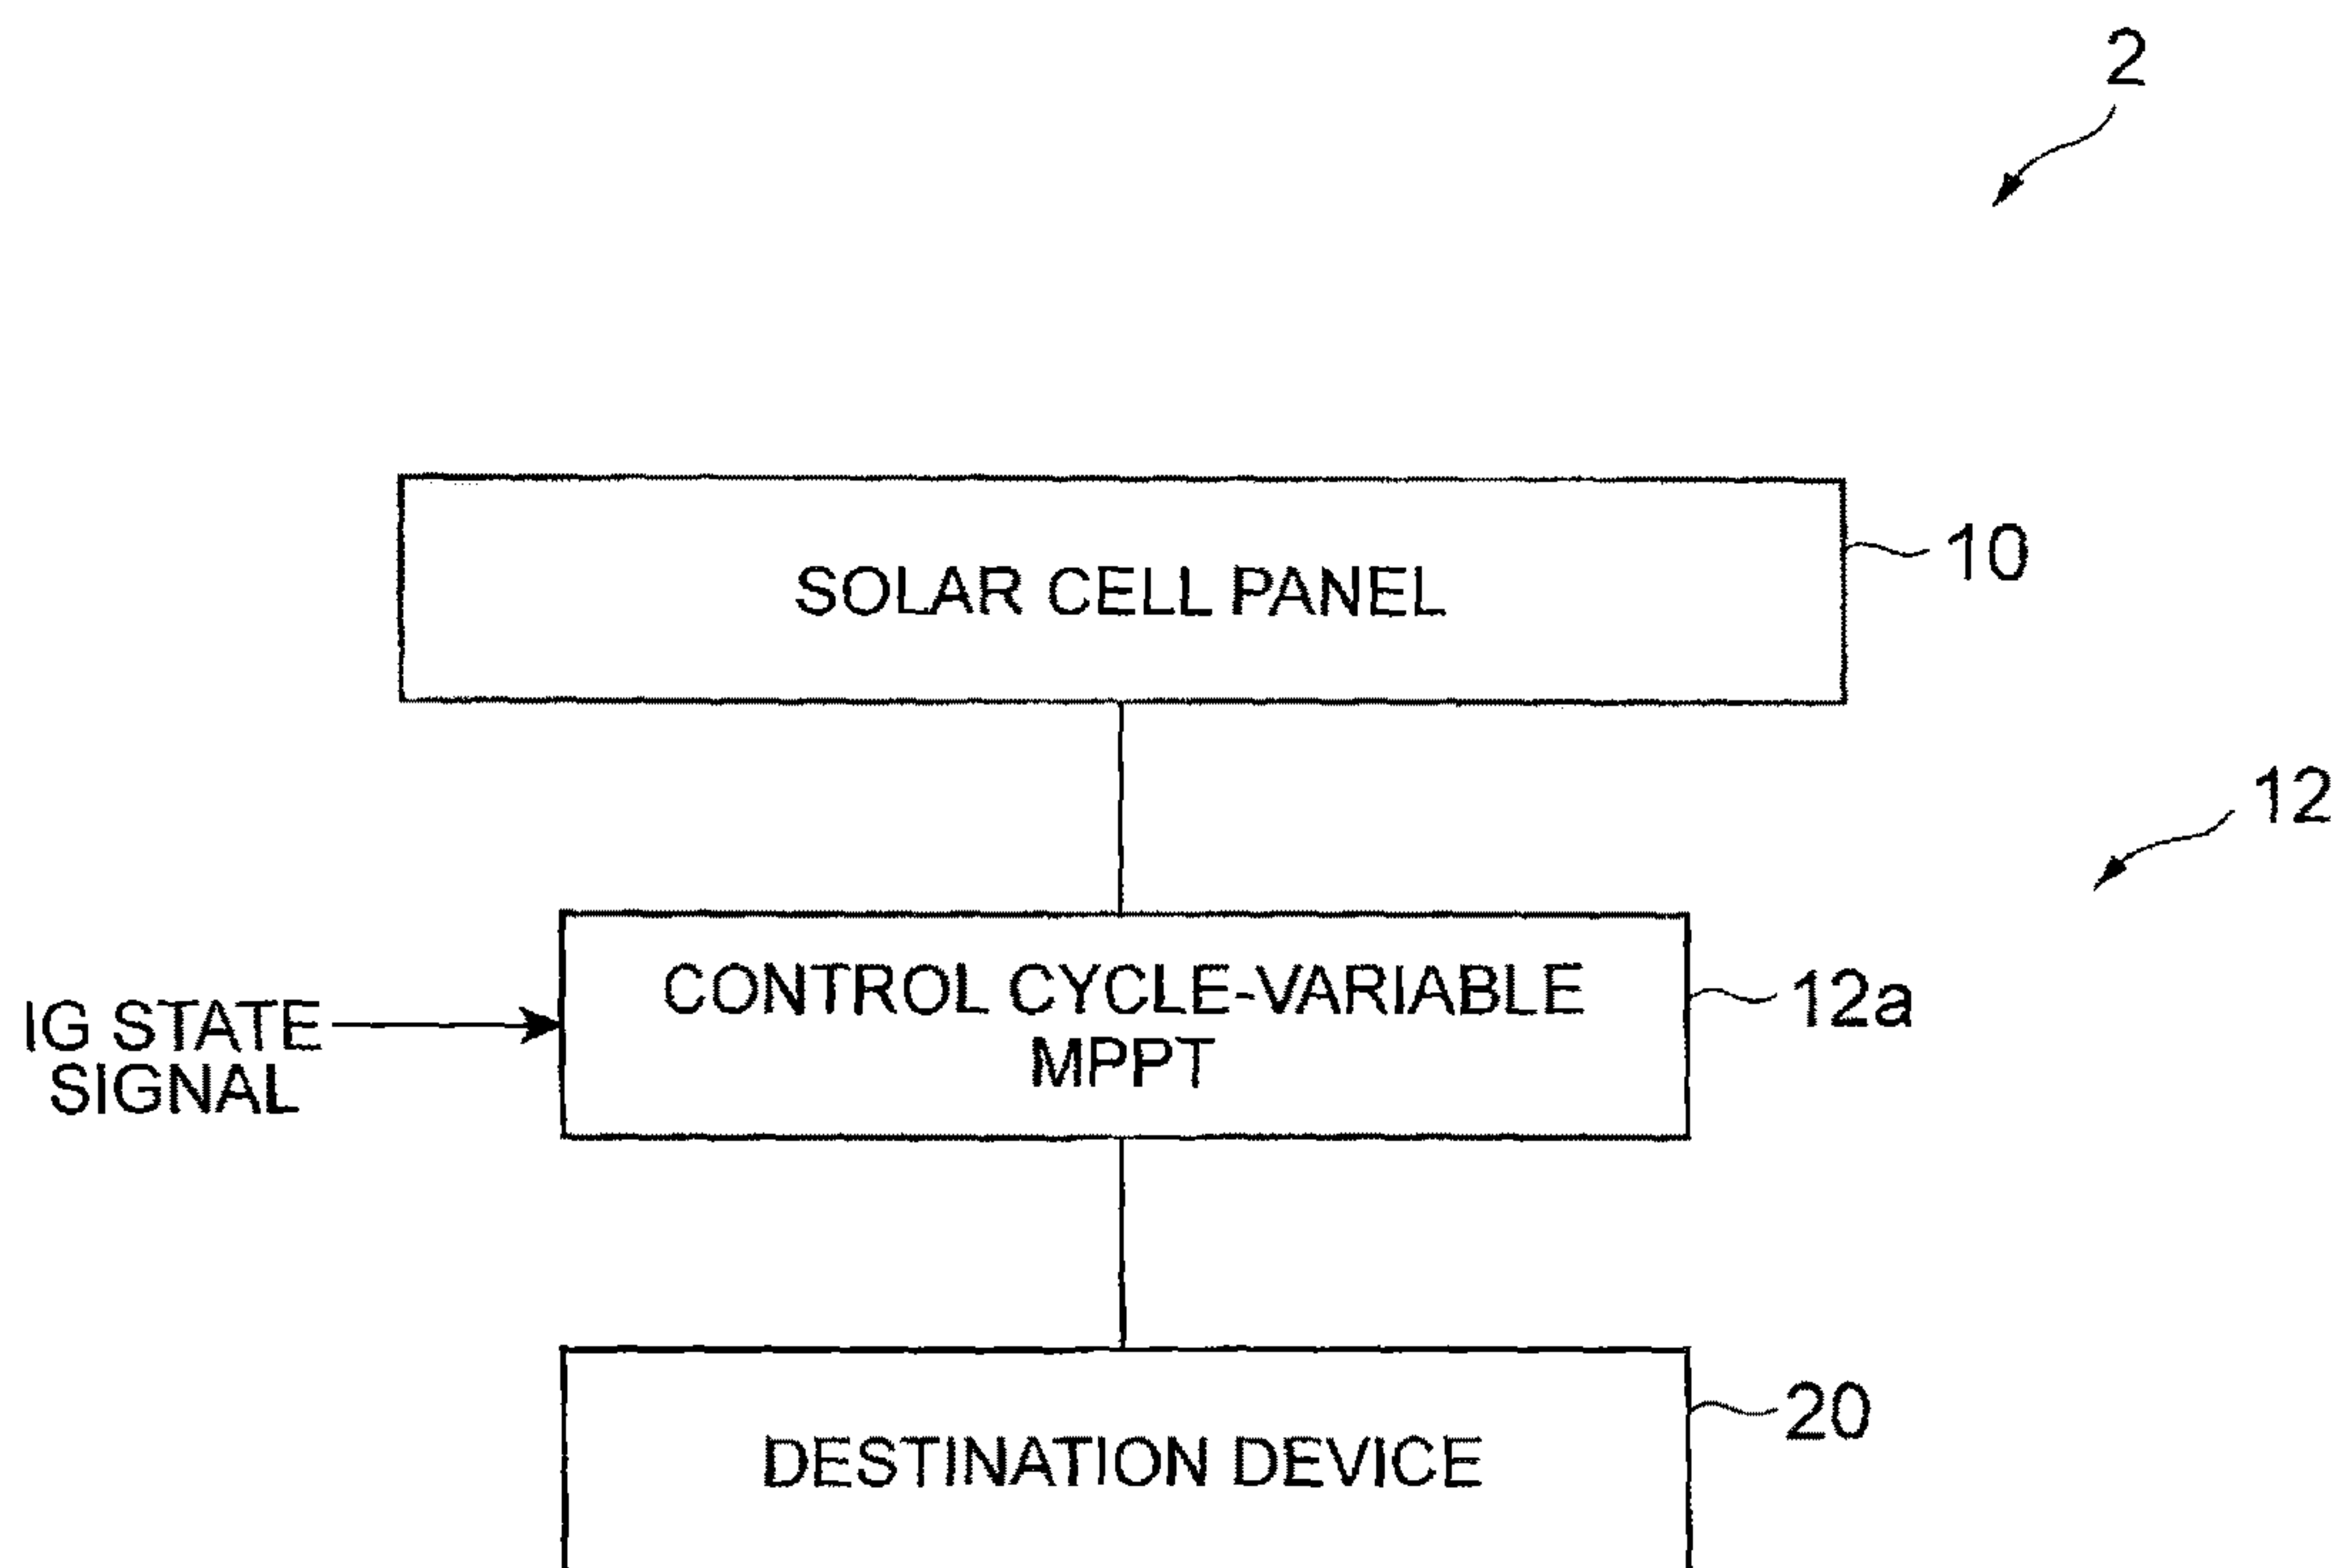 2
SOLAR CELL PANEL
10
12
CONTROL CYCLE-VARIABLE
MPPT
12a
IG STATE
SIGNAL
DESTINATION DEVICE
20